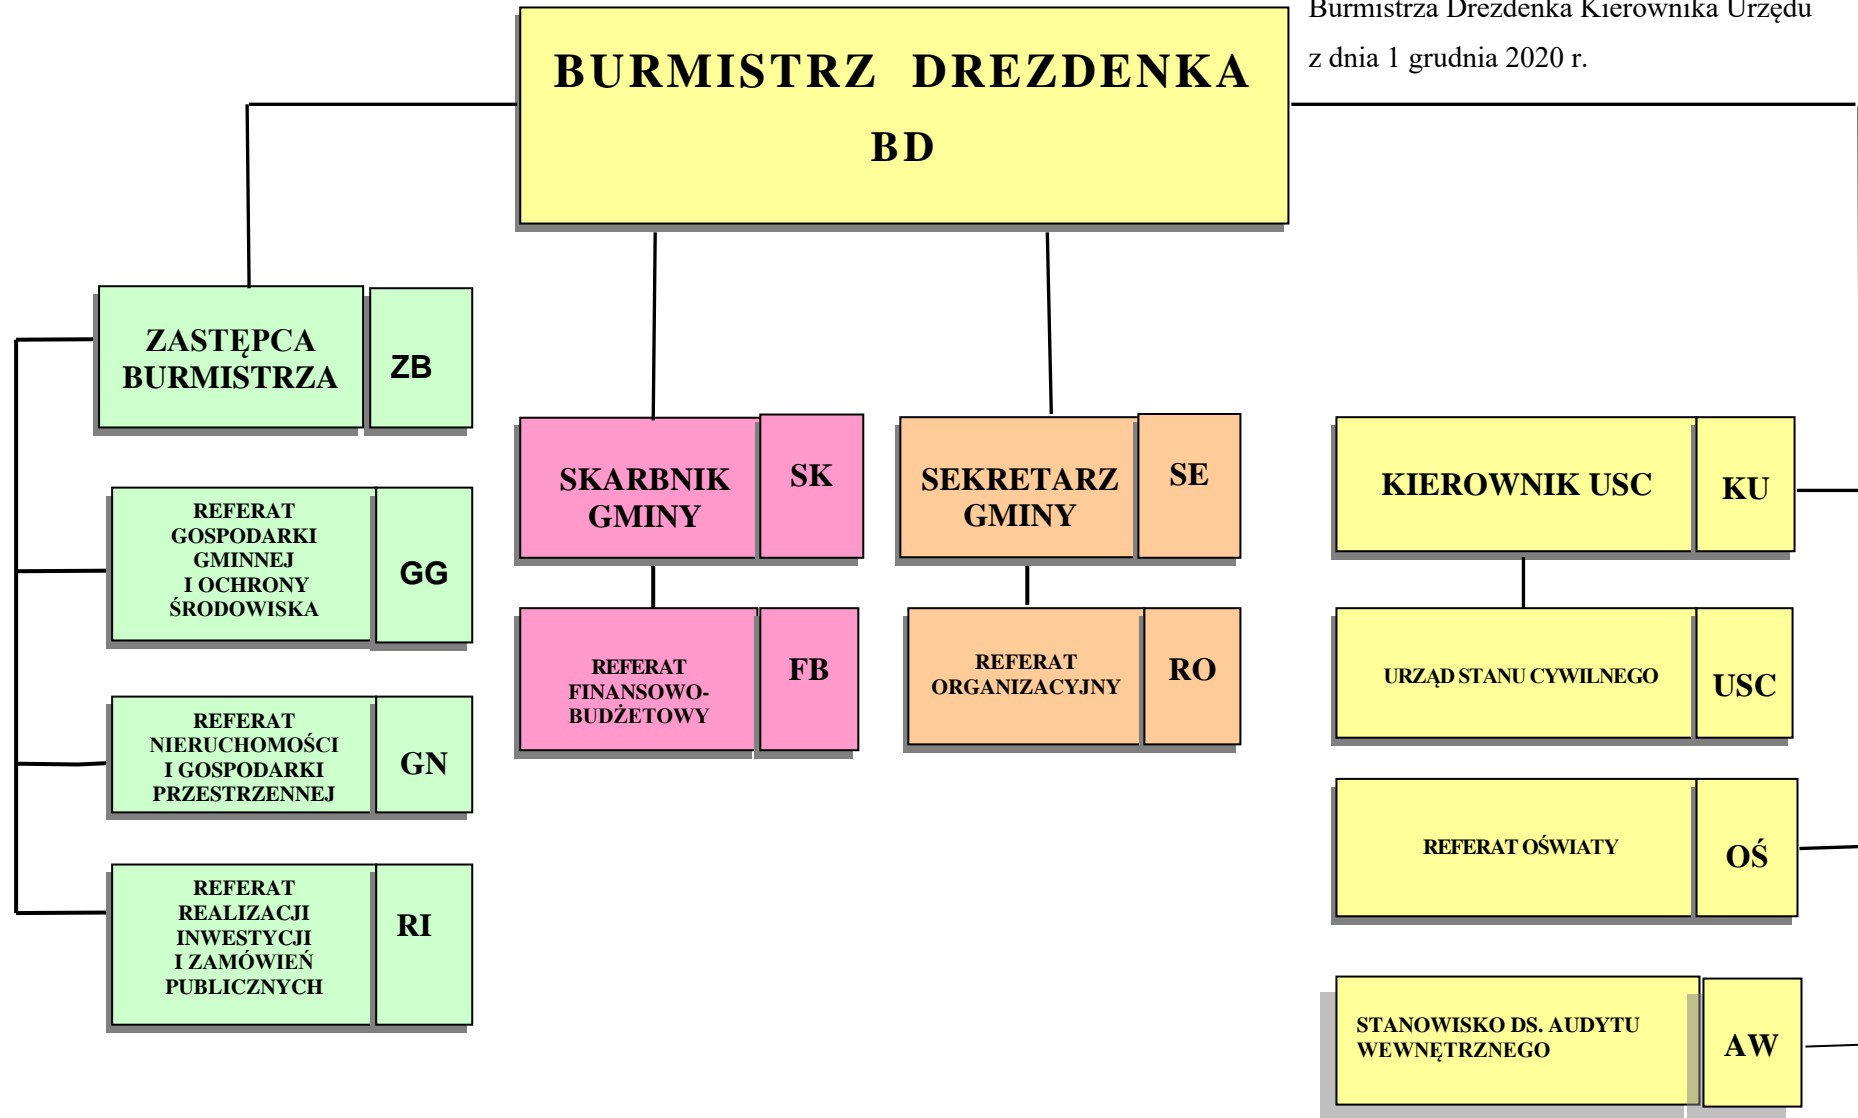 Burmistrza Drezdenka Kierownika Urzędu
z dnia 1 grudnia 2020 r.
BURMISTRZ DREZDENKA
BD
ZASTĘPCA
BURMISTRZA
ZB
REFERAT
GOSPODARKI
GMINNEJ
I OCHRONY
ŚRODOWISKA
GG
REFERAT
NIERUCHOMOŚCI
I GOSPODARKI
PRZESTRZENNEJ
GN
REFERAT
REALIZACJI
INWESTYCJI
I ZAMÓWIEŃ
PUBLICZNYCH
RI
SKARBNIK
GMINY
SK
REFERAT
FINANSOWO-
BUDŻETOWY
FB
SEKRETARZ
GMINY
SE
REFERAT
ORGANIZACYJNY
RO
KIEROWNIK USC
KU
URZĄD STANU CYWILNEGO
USC
REFERAT OŚWIATY
OŚ
STANOWISKO DS. AUDYTU
WEWNĘTRZNEGO
AW